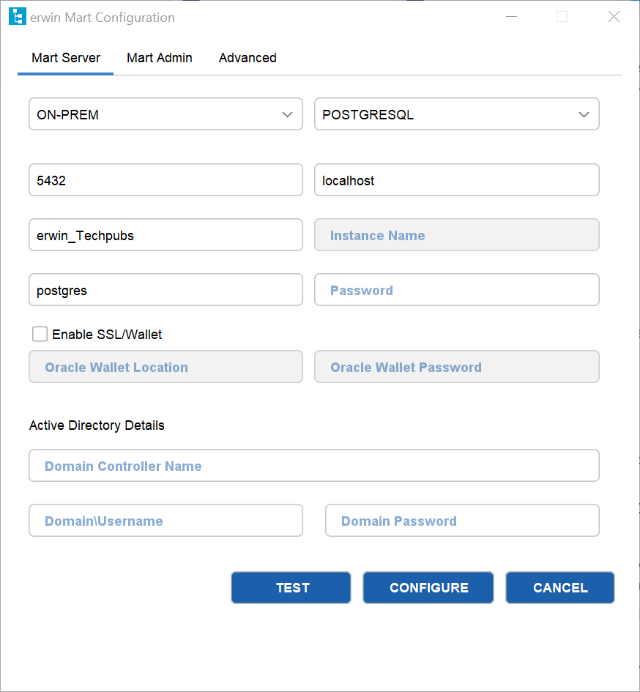 erwin Mart Configuration
Mart Server Mart Admin Advanced
ON-PREM POSTGRESQL
5432 localhost
erwin_Techpubs Instance Name
postgres Password
Enable SSL/Wallet
Oracle Wallet Location Oracle Wallet Password
Active Directory Details
Domain Controller Name
Domain\Username Domain Password
TEST CONFIGURE CANCEL